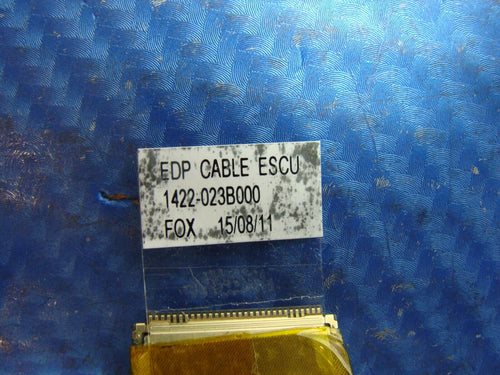 EDP CABLE ESCU
1422-023B000
FOX 15/08/11